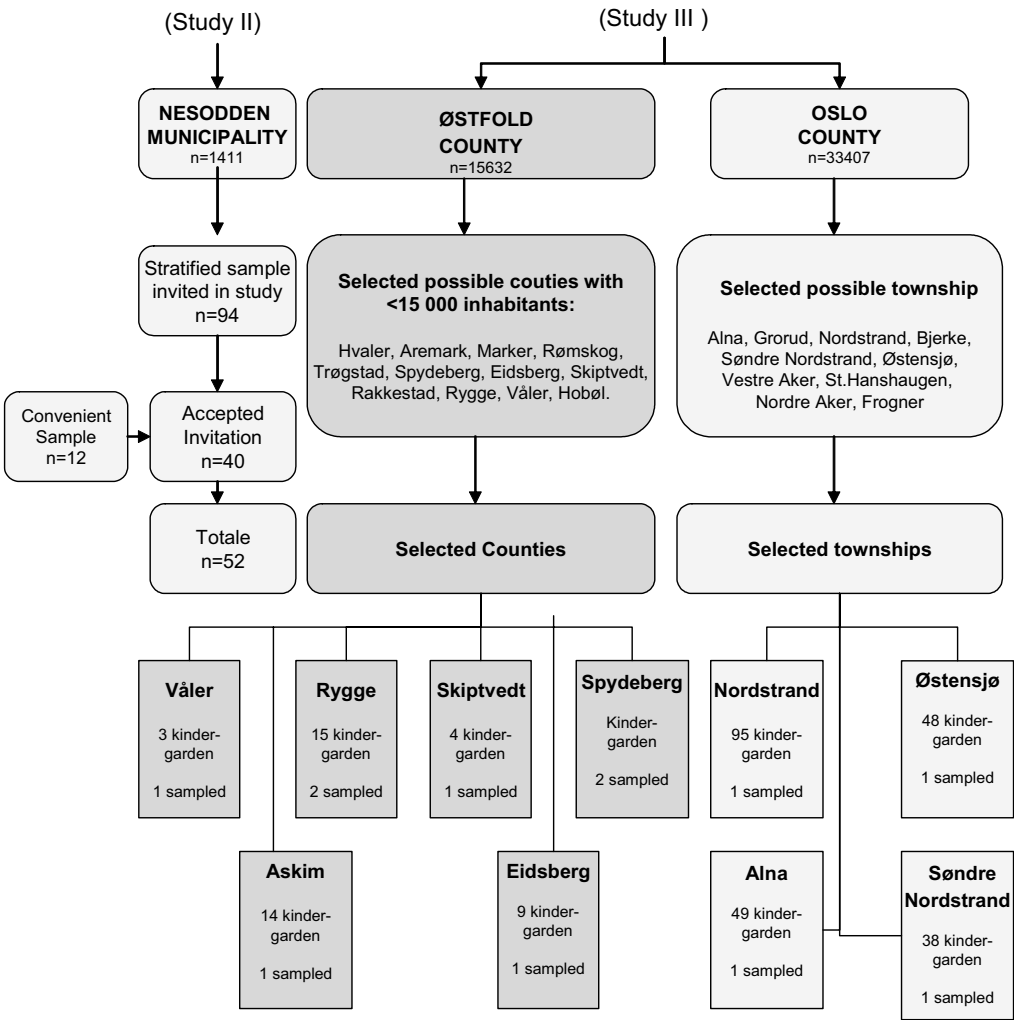 (Study II)
(Study III )
NESODDEN
MUNICIPALITY
n=1411
ØSTFOLD
COUNTY
n=15632
OSLO
COUNTY
n=33407
Stratified sample
invited in study
n=94
Selected possible couties with
<15 000 inhabitants:
Hvaler, Aremark, Marker, Rømskog,
Trøgstad, Spydeberg, Eidsberg, Skiptvedt,
Rakkestad, Rygge, Våler, Hobøl.
Selected possible township
Alna, Grorud, Nordstrand, Bjerke,
Søndre Nordstrand, Østensjø,
Vestre Aker, St.Hanshaugen,
Nordre Aker, Frogner
Convenient
Sample
n=12
Accepted
Invitation
n=40
Totale
n=52
Selected Counties
Selected townships
Våler
3 kinder-
garden
1 sampled
Rygge
15 kinder-
garden
2 sampled
Skiptvedt
4 kinder-
garden
1 sampled
Spydeberg
Kinder-
garden
2 sampled
Nordstrand
95 kinder-
garden
1 sampled
Østensjø
48 kinder-
garden
1 sampled
Askim
14 kinder-
garden
1 sampled
Eidsberg
9 kinder-
garden
1 sampled
Alna
49 kinder-
garden
1 sampled
Søndre
Nordstrand
38 kinder-
garden
1 sampled